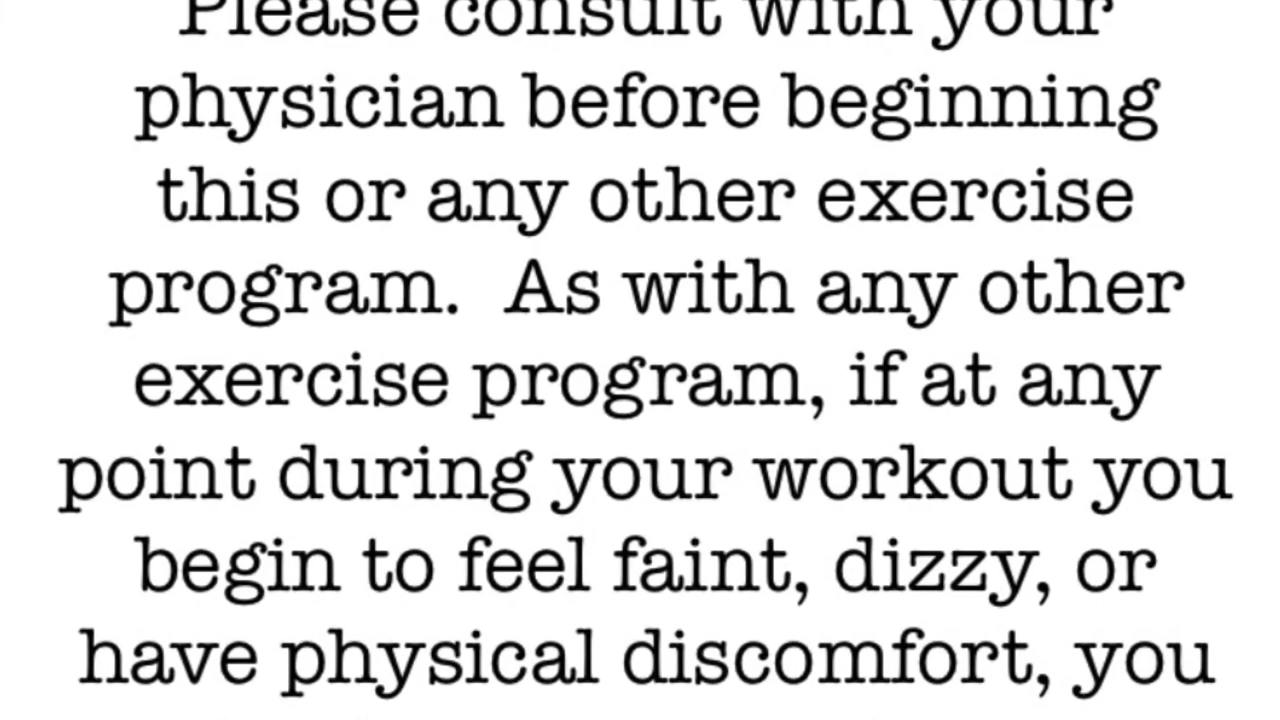 Please consult with your
physician before beginning
this or any other exercise
program.  As with any other
exercise program, if at any
point during your workout you
begin to feel faint, dizzy, or
have physical discomfort, you